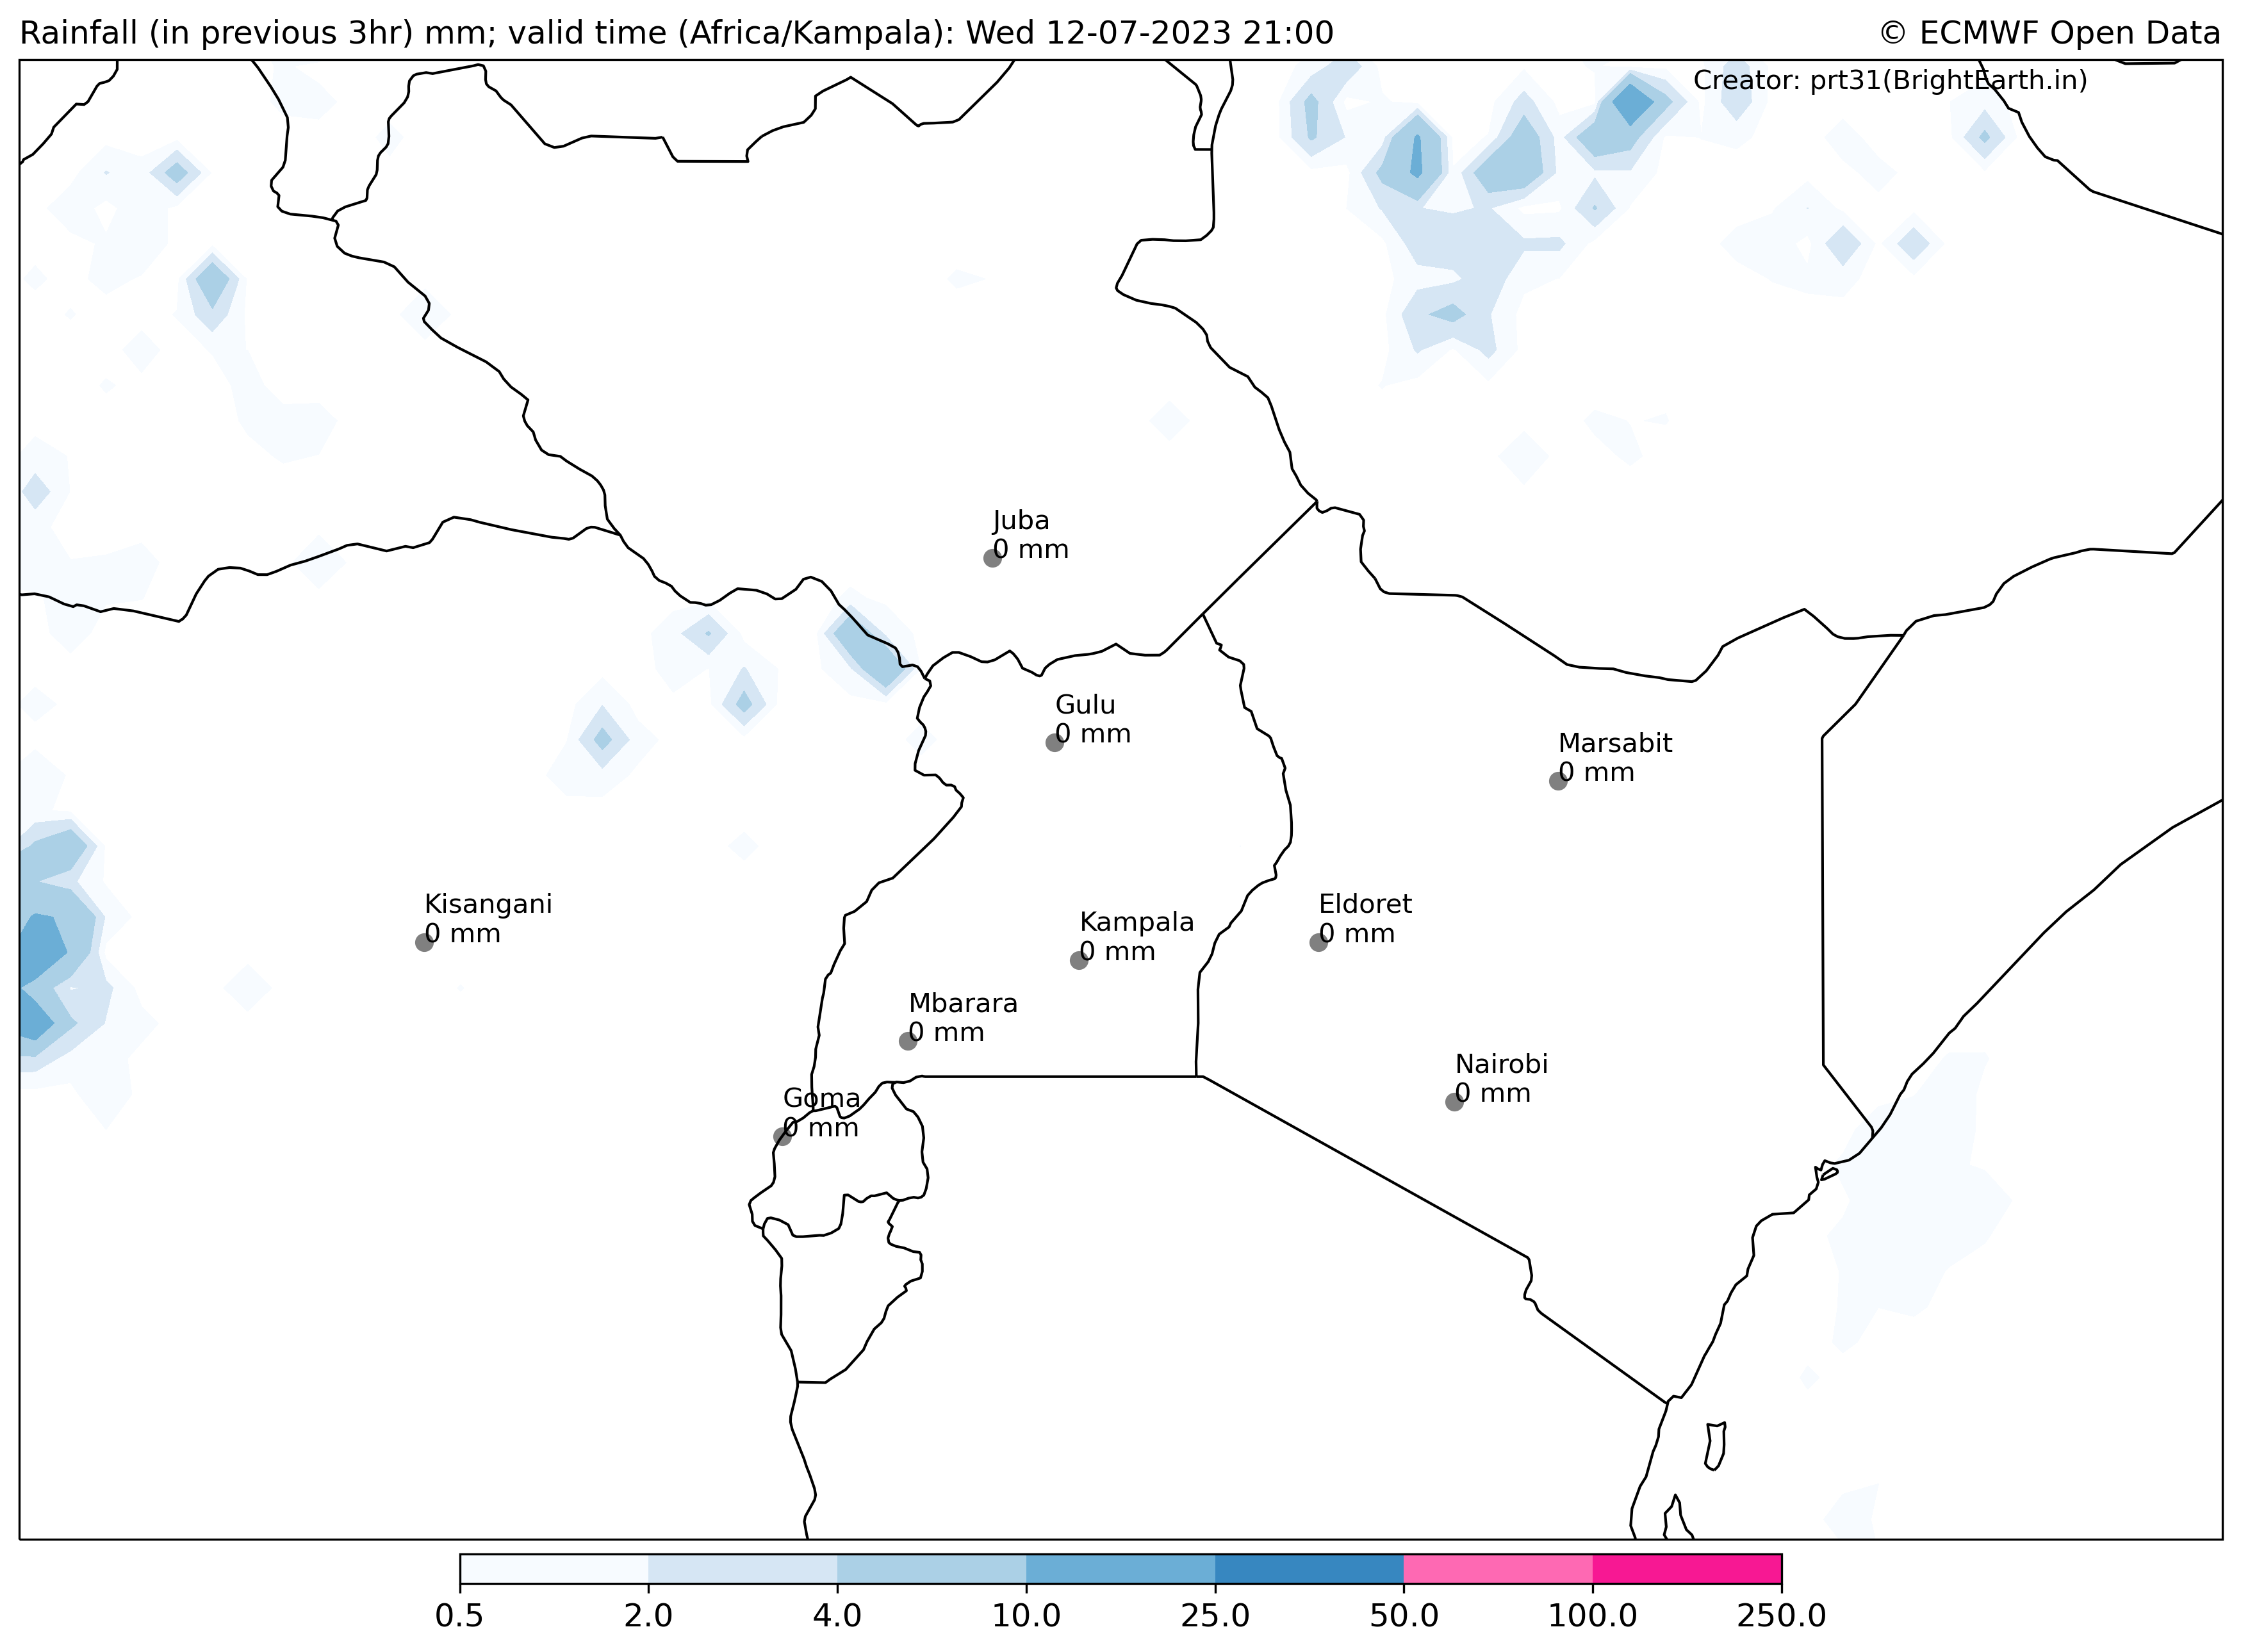 Rainfall (in previous 3hr) mm; valid time (Africa/Kampala): Wed 12-07-2023 21:00
© ECMWF Open Data
Creator: prt31(BrightEarth.in)
Juba
0 mm
Gulu
0 mm
Marsabit
0 mm
Kisangani
0 mm
Eldoret
0 mm
Kampala
0 mm
Mbarara
0 mm
Nairobi
0 mm
Goma
0 mm
0.5 2.0 4.0 10.0 25.0 50.0 100.0 250.0